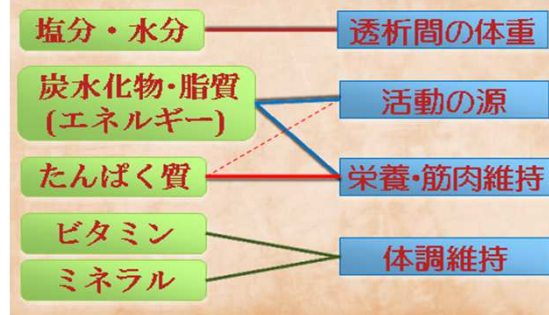 塩分・水分
透析間の体重
炭水化物・脂質
(エネルギー)
活動の源
たんぱく質
栄養・筋肉維持
ビタミン
体調維持
ミネラル